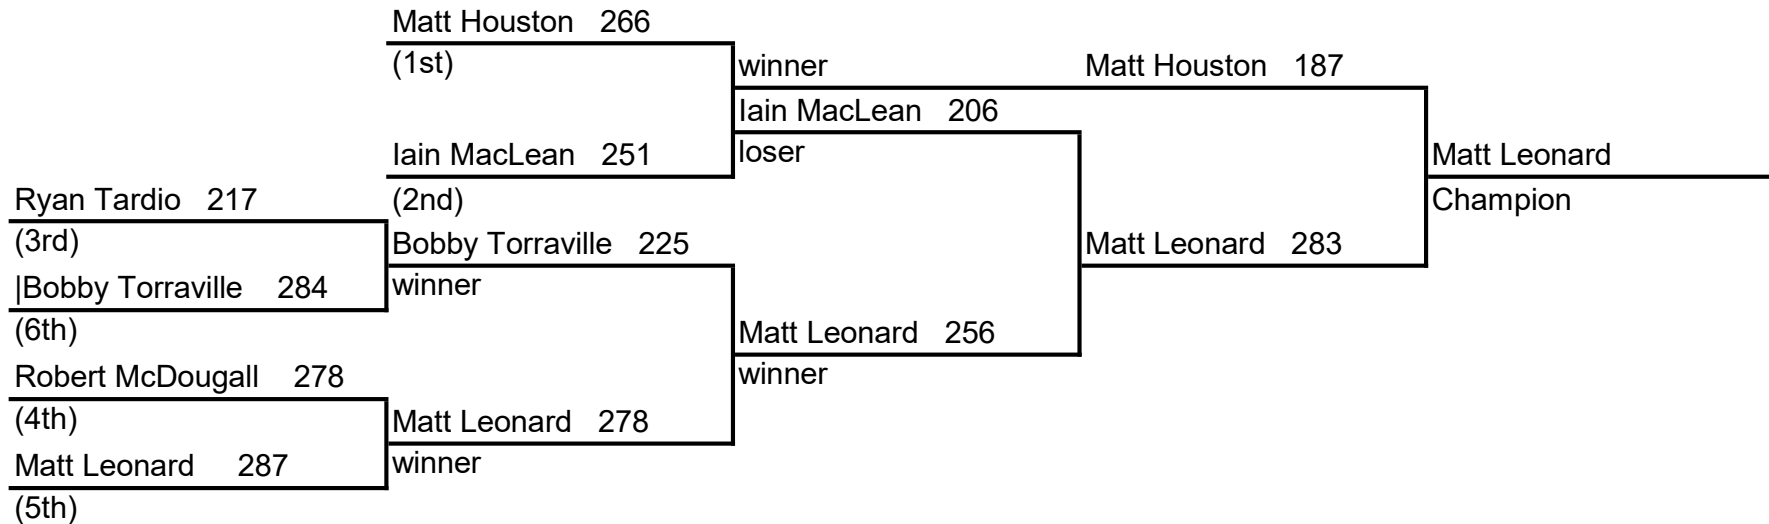 Matt Houston 266
(1st)
winner
Matt Houston 187
Iain MacLean 206
Iain MacLean 251
loser
Matt Leonard
Ryan Tardio 217
(2nd)
Champion
(3rd)
Bobby Torraville 225
Matt Leonard 283
|Bobby Torraville 284
winner
(6th)
Matt Leonard 256
Robert McDougall 278
winner
(4th)
Matt Leonard 278
Matt Leonard 287
winner
(5th)